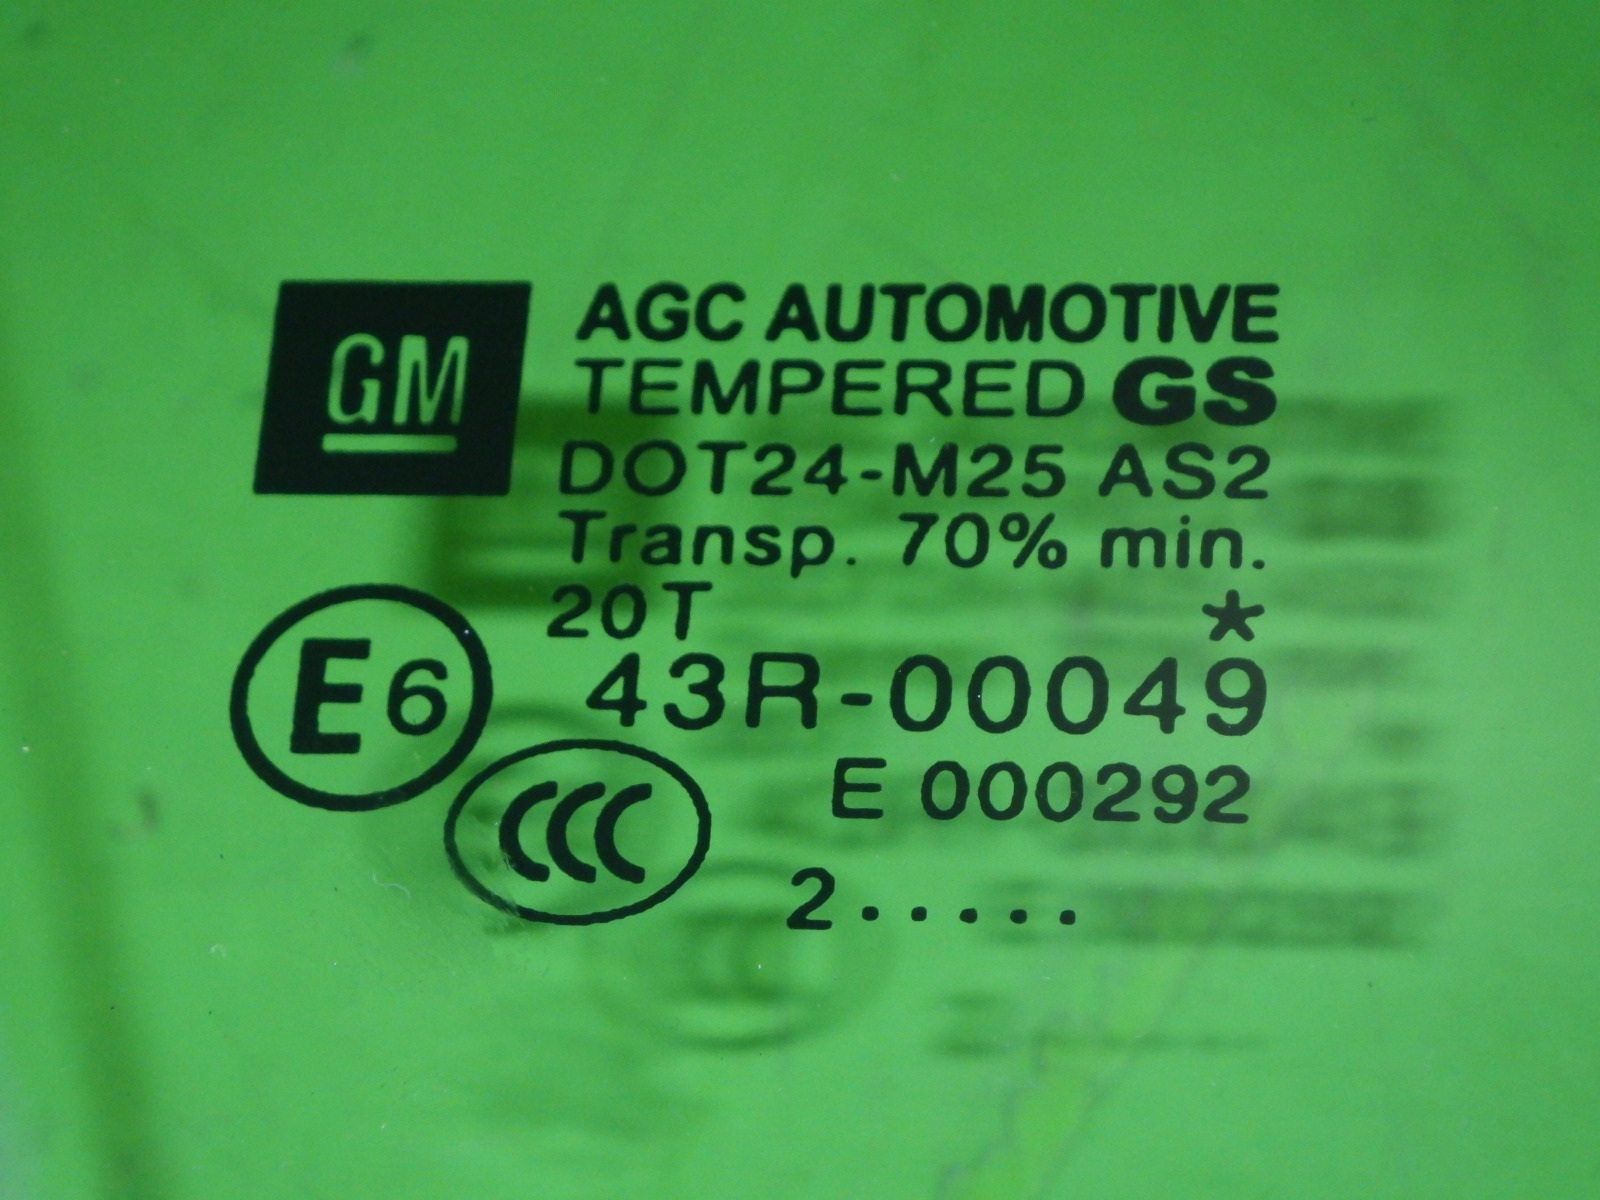 GM
AGC AUTOMOTIVE
TEMPERED GS
DOT24-M25 AS2
Transp. 70% min.
20T *
E6 43R-00049
E 000292
CCC
2.....